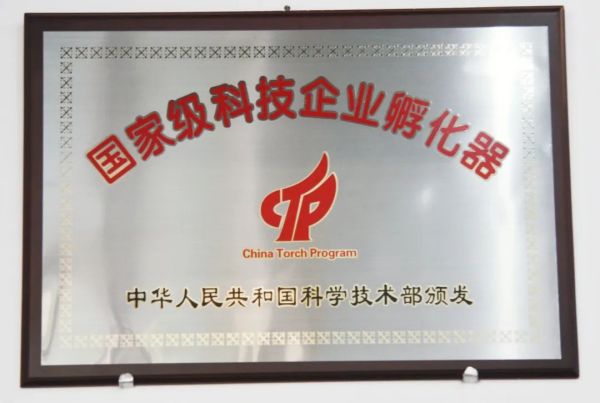 国家级科技企业孵化器
CTP
China Torch Program
中华人民共和国科学技术部颁发